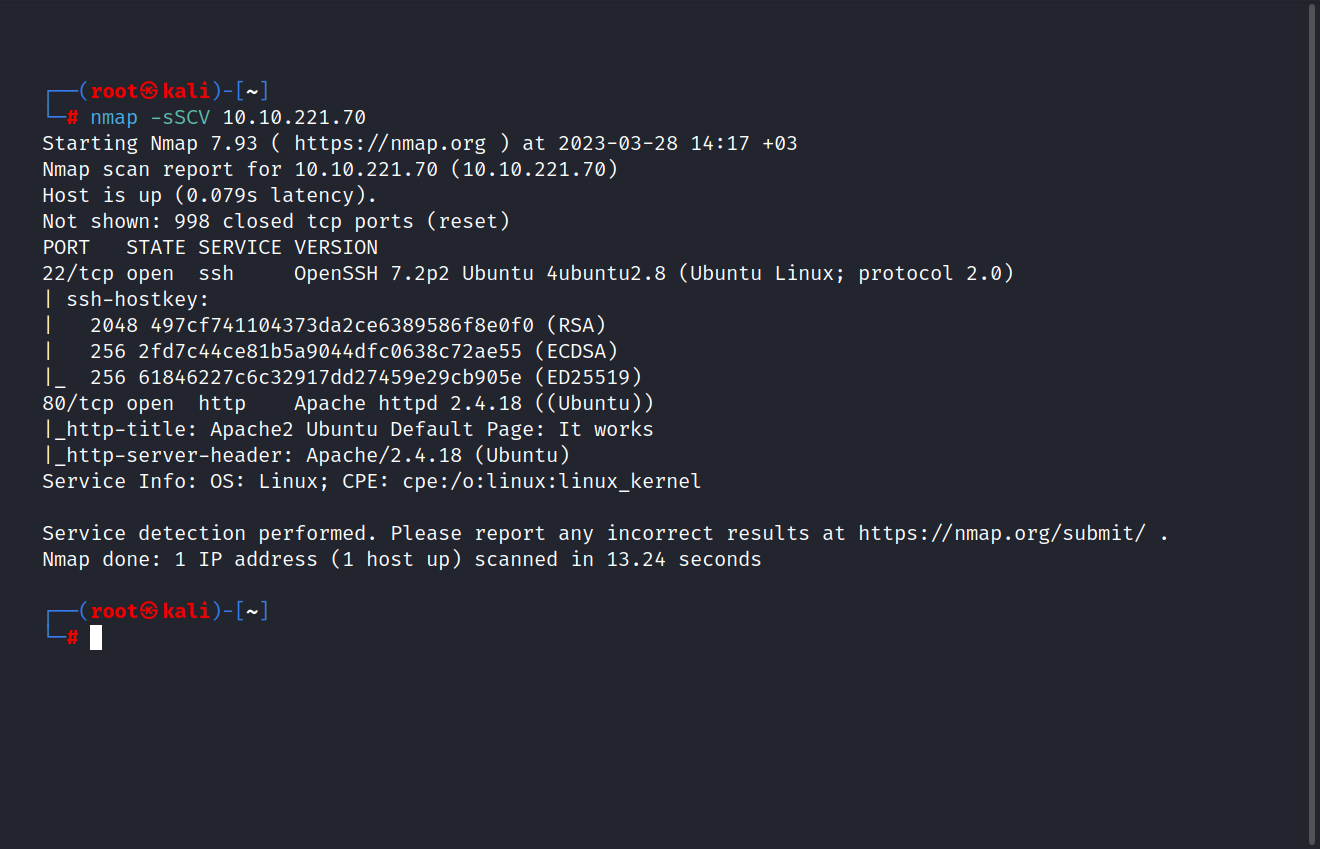 ┌──(root㉿kali)-[~]
└─# nmap -sSCV 10.10.221.70
Starting Nmap 7.93 ( https://nmap.org ) at 2023-03-28 14:17 +03
Nmap scan report for 10.10.221.70 (10.10.221.70)
Host is up (0.079s latency).
Not shown: 998 closed tcp ports (reset)
PORT   STATE SERVICE VERSION
22/tcp open  ssh     OpenSSH 7.2p2 Ubuntu 4ubuntu2.8 (Ubuntu Linux; protocol 2.0)
| ssh-hostkey:
|   2048 497cf741104373da2ce6389586f8e0f0 (RSA)
|   256 2fd7c44ce81b5a9044dfc0638c72ae55 (ECDSA)
|_  256 61846227c6c32917dd27459e29cb905e (ED25519)
80/tcp open  http    Apache httpd 2.4.18 ((Ubuntu))
|_http-title: Apache2 Ubuntu Default Page: It works
|_http-server-header: Apache/2.4.18 (Ubuntu)
Service Info: OS: Linux; CPE: cpe:/o:linux:linux_kernel

Service detection performed. Please report any incorrect results at https://nmap.org/submit/ .
Nmap done: 1 IP address (1 host up) scanned in 13.24 seconds

┌──(root㉿kali)-[~]
└─#